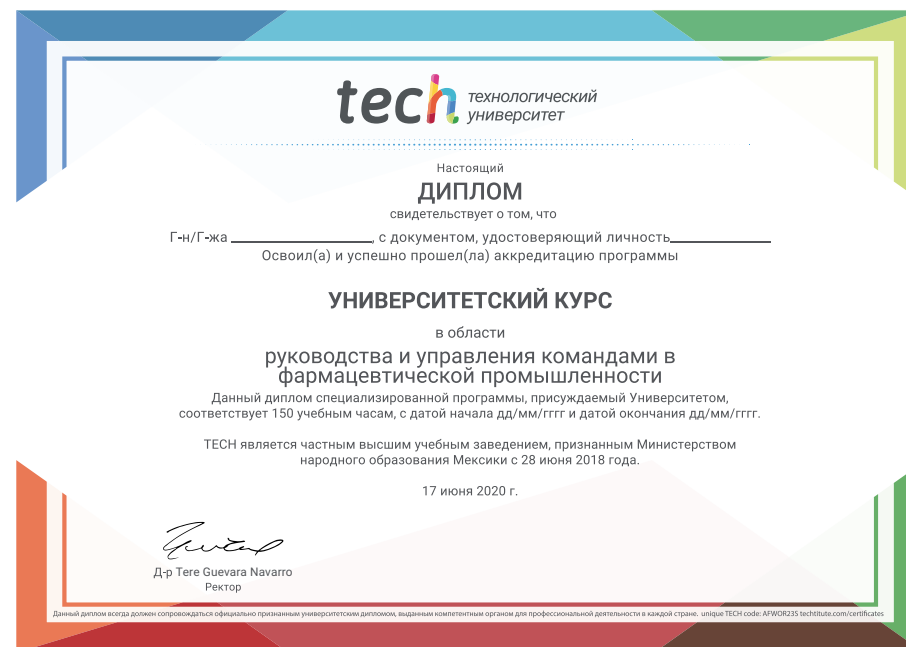 tech технологический
университет
Настоящий
ДИПЛОМ
свидетельствует о том, что
Г-н/Г-жа , с документом, удостоверяющий личность
Освоил(а) и успешно прошел(ла) аккредитацию программы
УНИВЕРСИТЕТСКИЙ КУРС
в области
руководства и управления командами в
фармацевтической промышленности
Данный диплом специализированной программы, присуждаемый Университетом,
соответствует 150 учебным часам, с датой начала дд/мм/гггг и датой окончания дд/мм/гггг.
TECH является частным высшим учебным заведением, признанным Министерством
народного образования Мексики с 28 июня 2018 года.
17 июня 2020 г.
Д-р Tere Guevara Navarro
Ректор
Данный диплом всегда должен сопровождаться официально признанным университетским дипломом, выданным компетентным органом для профессиональной деятельности в каждой стране. unique TECH code: AFWOR23S techtitute.com/certificates